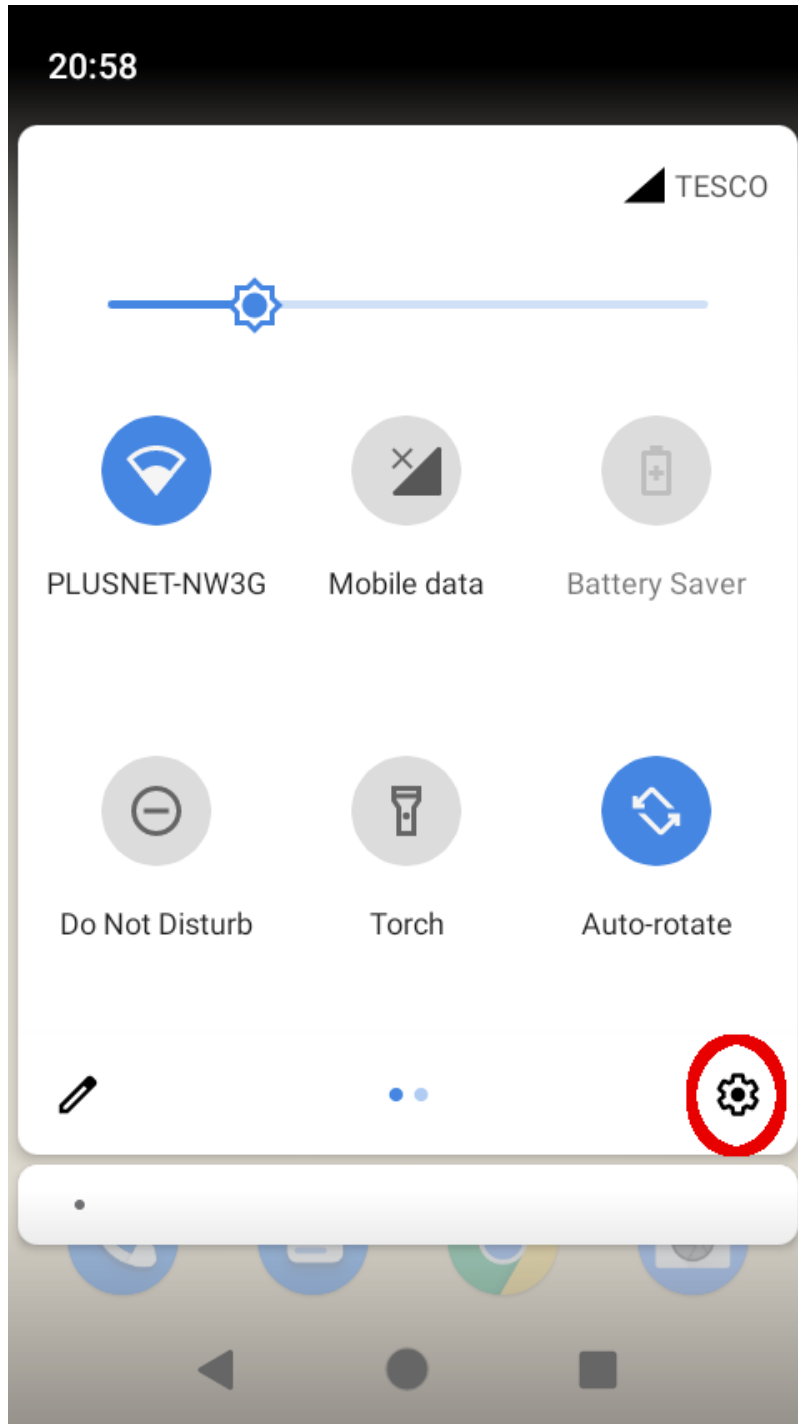 20:58
TESCO
PLUSNET-NW3G
Mobile data
Battery Saver
Do Not Disturb
Torch
Auto-rotate